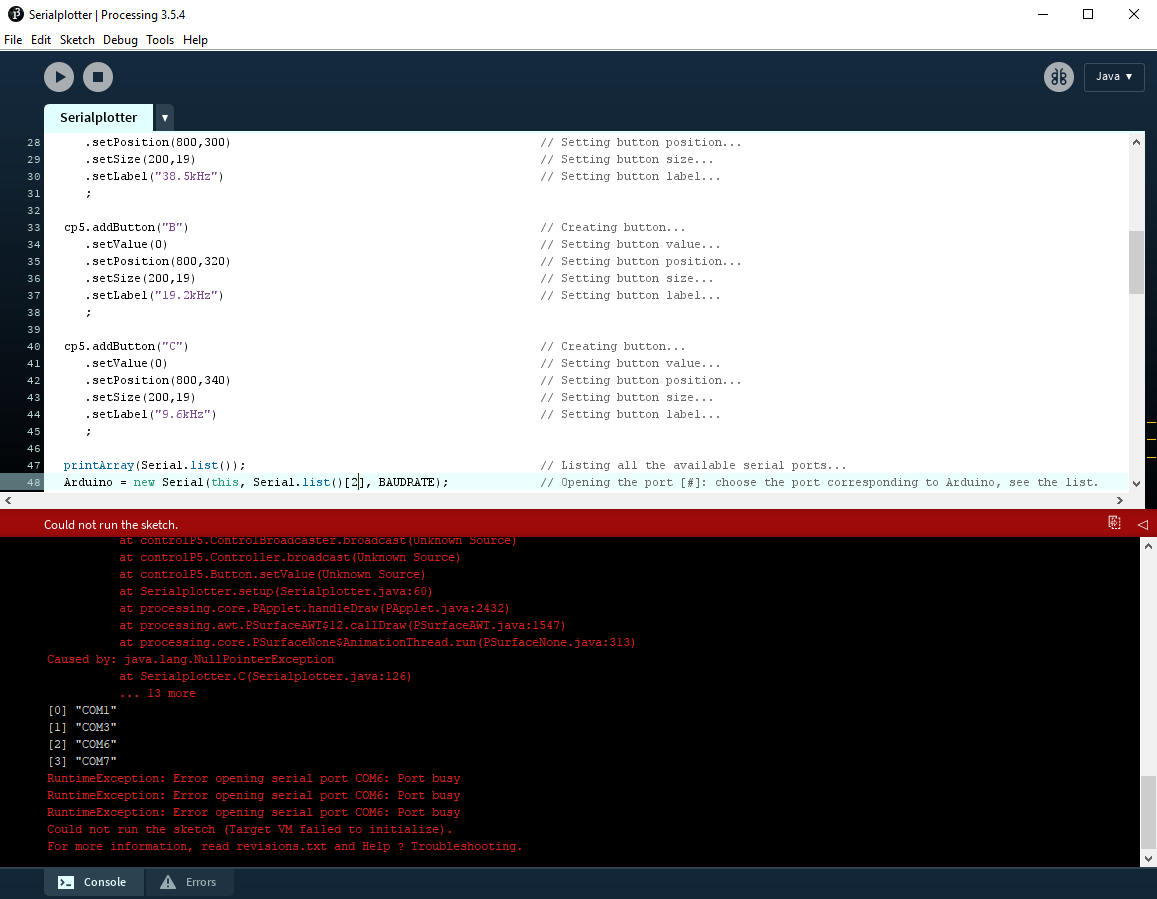 Serialplotter | Processing 3.5.4
File Edit Sketch Debug Tools Help
Java ▼
Serialplotter ▼
28 .setPosition(800,300) // Setting button position...
29 .setSize(200,19) // Setting button size...
30 .setLabel("38.5kHz") // Setting button label...
31 ;
32
33 cp5.addButton("B") // Creating button...
34 .setValue(0) // Setting button value...
35 .setPosition(800,320) // Setting button position...
36 .setSize(200,19) // Setting button size...
37 .setLabel("19.2kHz") // Setting button label...
38 ;
39
40 cp5.addButton("C") // Creating button...
41 .setValue(0) // Setting button value...
42 .setPosition(800,340) // Setting button position...
43 .setSize(200,19) // Setting button size...
44 .setLabel("9.6kHz") // Setting button label...
45 ;
46
47 printArray(Serial.list()); // Listing all the available serial ports...
48 Arduino = new Serial(this, Serial.list()[2], BAUDRATE); // Opening the port [#]: choose the port corresponding to Arduino, see the list.
Could not run the sketch.
at controlP5.ControlBroadcaster.broadcast(Unknown Source)
at controlP5.Controller.broadcast(Unknown Source)
at controlP5.Button.setValue(Unknown Source)
at Serialplotter.setup(Serialplotter.java:60)
at processing.core.PApplet.handleDraw(PApplet.java:2432)
at processing.awt.PSurfaceAWT$12.callDraw(PSurfaceAWT.java:1547)
at processing.core.PSurfaceNone$AnimationThread.run(PSurfaceNone.java:313)
Caused by: java.lang.NullPointerException
at Serialplotter.C(Serialplotter.java:126)
... 13 more
[0] "COM1"
[1] "COM3"
[2] "COM6"
[3] "COM7"
RuntimeException: Error opening serial port COM6: Port busy
RuntimeException: Error opening serial port COM6: Port busy
RuntimeException: Error opening serial port COM6: Port busy
Could not run the sketch (Target VM failed to initialize).
For more information, read revisions.txt and Help ? Troubleshooting.
Console Errors